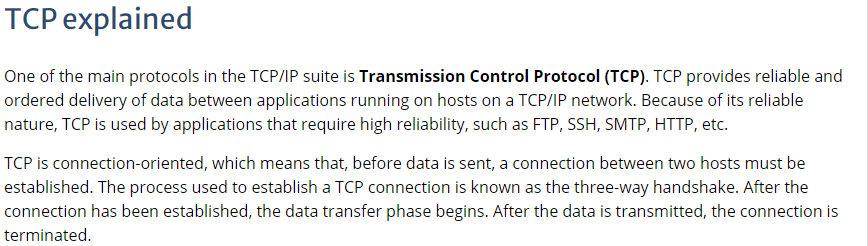 TCP explained
One of the main protocols in the TCP/IP suite is Transmission Control Protocol (TCP). TCP provides reliable and
ordered delivery of data between applications running on hosts on a TCP/IP network. Because of its reliable
nature, TCP is used by applications that require high reliability, such as FTP, SSH, SMTP, HTTP, etc.
TCP is connection-oriented, which means that, before data is sent, a connection between two hosts must be
established. The process used to establish a TCP connection is known as the three-way handshake. After the
connection has been established, the data transfer phase begins. After the data is transmitted, the connection is
terminated.